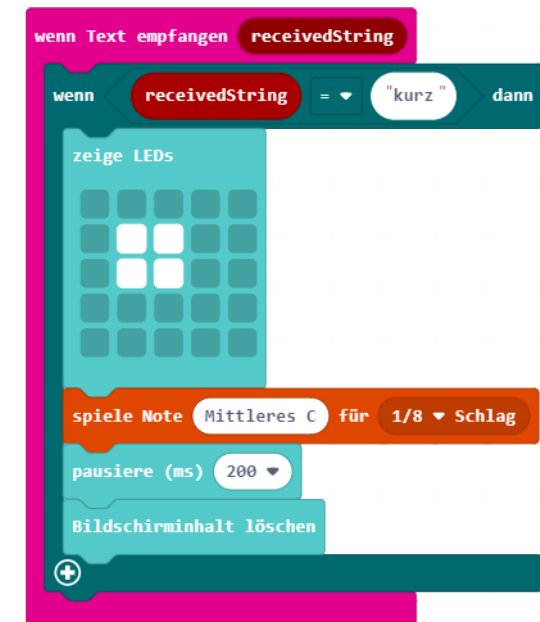 wenn Text empfangen receivedString
wenn receivedString = "kurz" dann
zeige LEDs
spiele Note Mittleres C für 1/8 Schlag
pausiere (ms) 200
Bildschirminhalt löschen